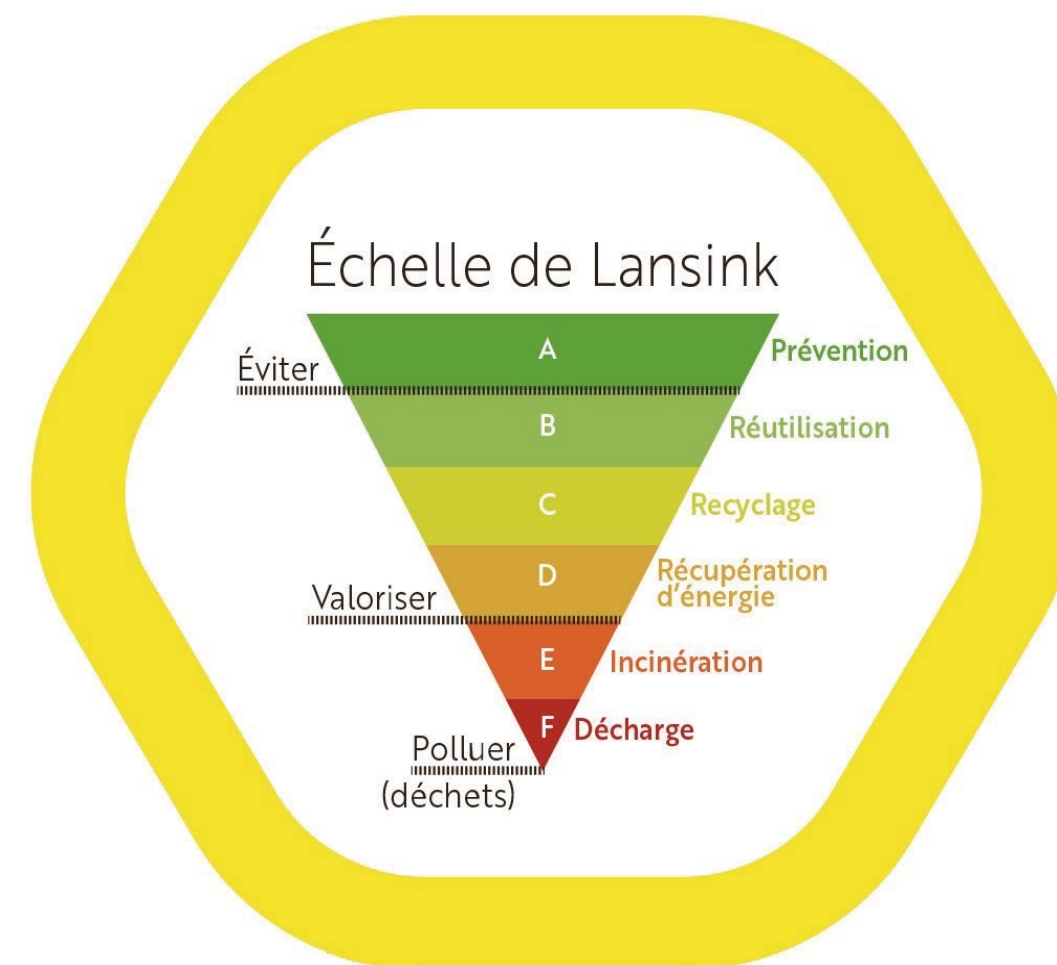 Échelle de Lansink
A
Prévention
Éviter
B
Réutilisation
C
Recyclage
D
Récupération
d’énergie
Valoriser
E
Incinération
F
Décharge
Polluer
(déchets)